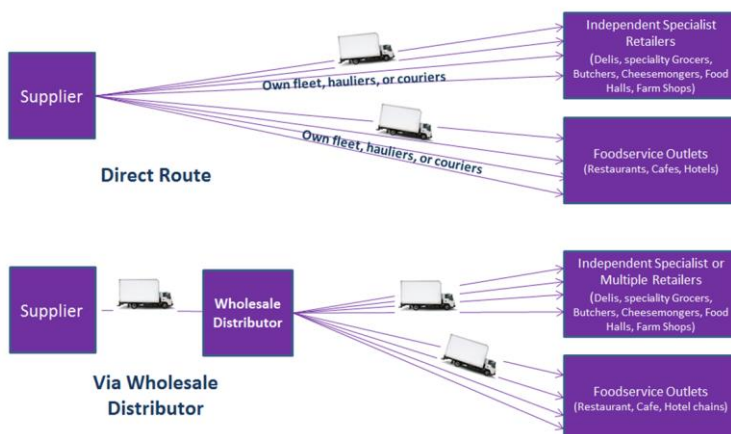 Supplier
Own fleet, hauliers, or couriers
Own fleet, hauliers, or couriers
Direct Route
Independent Specialist
Retailers
(Delis, speciality Grocers,
Butchers, Cheesemongers, Food
Halls, Farm Shops)
Foodservice Outlets
(Restaurants, Cafes, Hotels)
Supplier
Wholesale
Distributor
Via Wholesale
Distributor
Independent Specialist or
Multiple Retailers
(Delis, speciality Grocers,
Butchers, Cheesemongers, Food
Halls, Farm Shops)
Foodservice Outlets
(Restaurant, Cafe, Hotel chains)